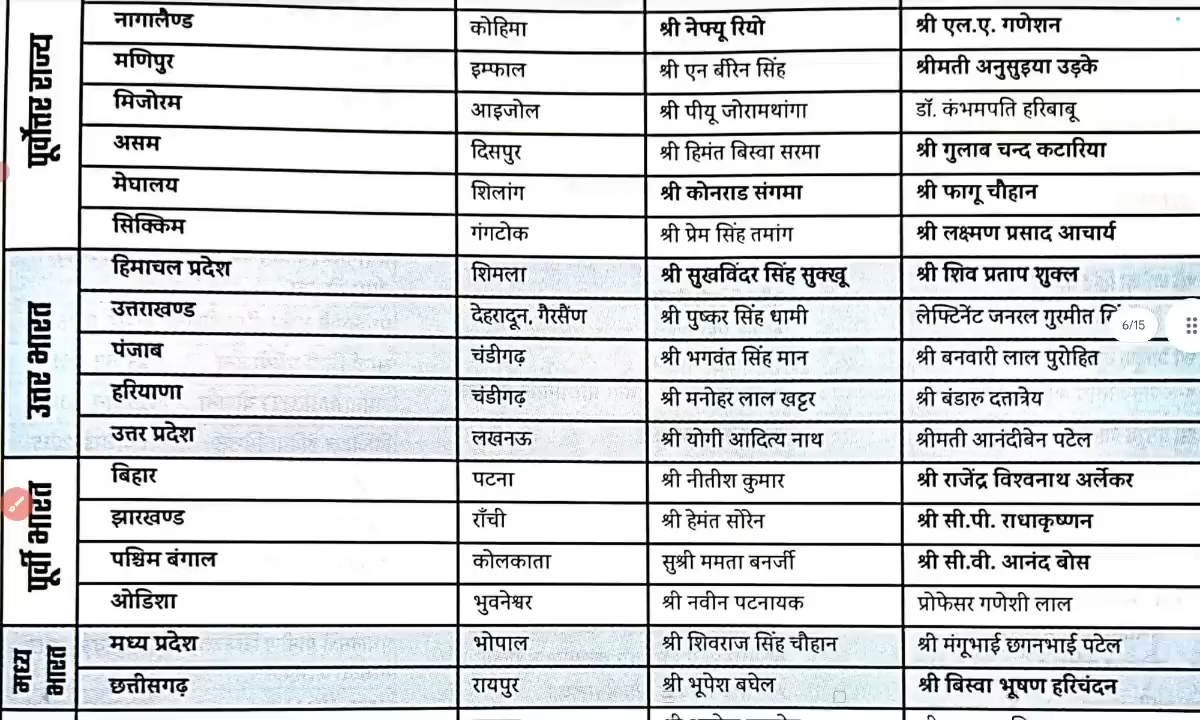 पूर्वोत्तर राज्य
नागालैण्ड कोहिमा श्री नेफ्यू रियो श्री एल.ए. गणेशन
मणिपुर इम्फाल श्री एन बीरेन सिंह श्रीमती अनुसुइया उड़के
मिजोरम आइजोल श्री पीयू जोरामथांगा डॉ. कंभमपति हरिबाबू
असम दिसपुर श्री हिमंत बिस्वा सरमा श्री गुलाब चन्द कटारिया
मेघालय शिलांग श्री कोनराड संगमा श्री फागू चौहान
सिक्किम गंगटोक श्री प्रेम सिंह तमांग श्री लक्ष्मण प्रसाद आचार्य
उत्तर भारत
हिमाचल प्रदेश शिमला श्री सुखविंदर सिंह सुक्खू श्री शिव प्रताप शुक्ल
उत्तराखण्ड देहरादून, गैरसैंण श्री पुष्कर सिंह धामी लेफ्टिनेंट जनरल गुरमीत
6/15
पंजाब चंडीगढ़ श्री भगवंत सिंह मान श्री बनवारी लाल पुरोहित
हरियाणा चंडीगढ़ श्री मनोहर लाल खट्टर श्री बंडारू दत्तात्रेय
उत्तर प्रदेश लखनऊ श्री योगी आदित्य नाथ श्रीमती आनंदीबेन पटेल
पूर्वी भारत
बिहार पटना श्री नीतीश कुमार श्री राजेंद्र विश्वनाथ अर्लेकर
झारखण्ड राँची श्री हेमंत सोरेन श्री सी.पी. राधाकृष्णन
पश्चिम बंगाल कोलकाता सुश्री ममता बनर्जी श्री सी.वी. आनंद बोस
ओडिशा भुवनेश्वर श्री नवीन पटनायक प्रोफेसर गणेशी लाल
मध्य भारत
मध्य प्रदेश भोपाल श्री शिवराज सिंह चौहान श्री मंगूभाई छगनभाई पटेल
छत्तीसगढ़ रायपुर श्री भूपेश बघेल श्री बिस्वा भूषण हरिचंदन